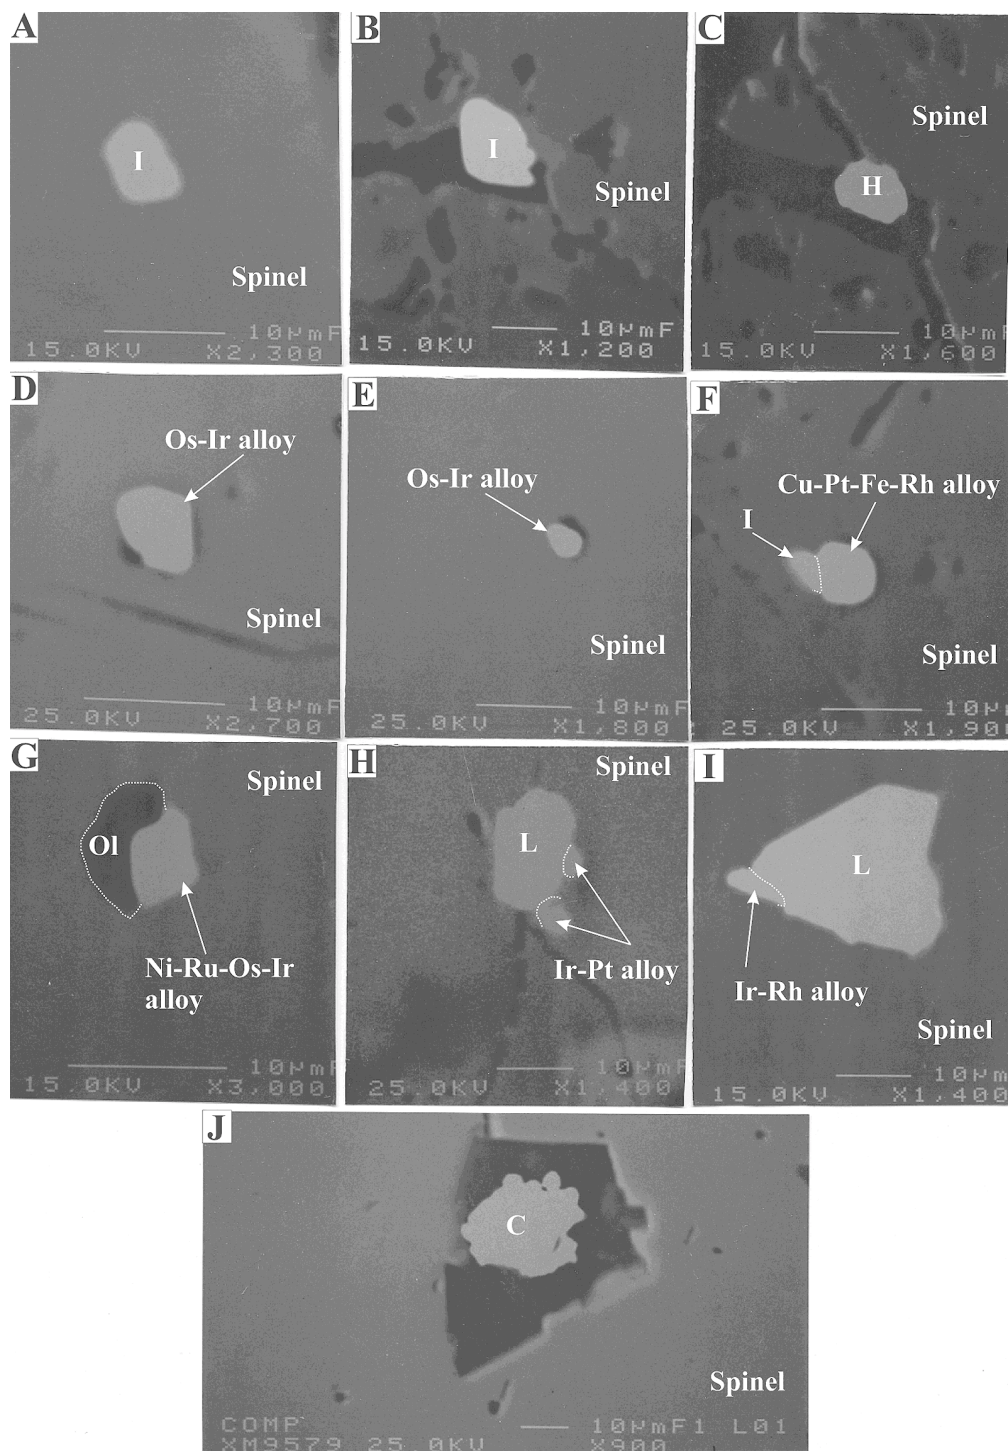 A
I
Spinel
10µmF
15.0KV X2,300
B
I
Spinel
10µmF
15.0KV X1,200
C
Spinel
H
10µmF
15.0KV X1,600
D
Os-Ir alloy
Spinel
10µmF
25.0KV X2,700
E
Os-Ir alloy
Spinel
10µmF
25.0KV X1,800
F
Cu-Pt-Fe-Rh alloy
I
Spinel
10µmF
25.0KV X1,900
G
Spinel
Ol
Ni-Ru-Os-Ir
alloy
10µmF
15.0KV X3,000
H
Spinel
L
Ir-Pt alloy
10µmF
25.0KV X1,400
I
L
Ir-Rh alloy
Spinel
10µm
15.0KV X1,400
J
C
Spinel
COMP 10µmF1 L01
XM9579 25.0KV X900